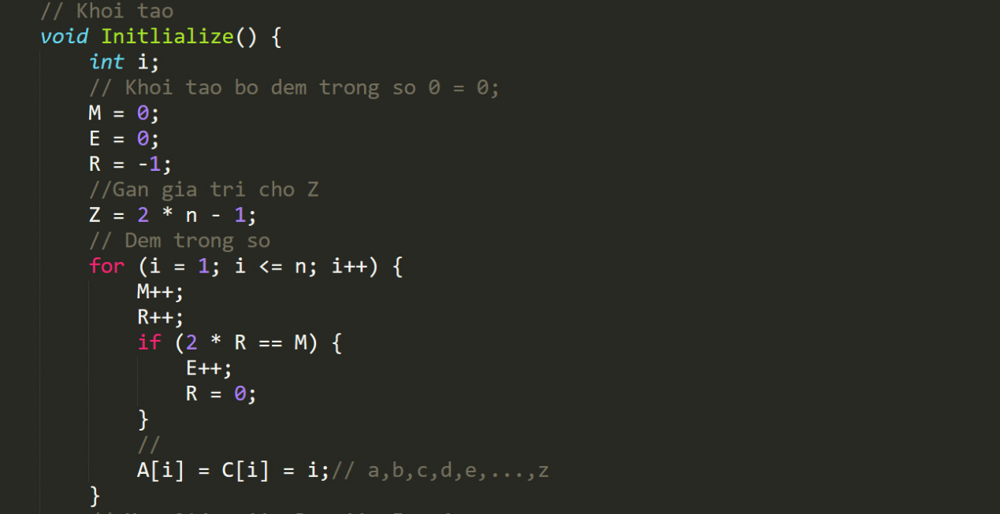 // Khoi tao
void Initlialize() {
int i;
// Khoi tao bo dem trong so 0 = 0;
M = 0;
E = 0;
R = -1;
//Gan gia tri cho Z
Z = 2 * n - 1;
// Dem trong so
for (i = 1; i <= n; i++) {
M++;
R++;
if (2 * R == M) {
E++;
R = 0;
}
//
A[i] = C[i] = i;// a,b,c,d,e,...,z
}